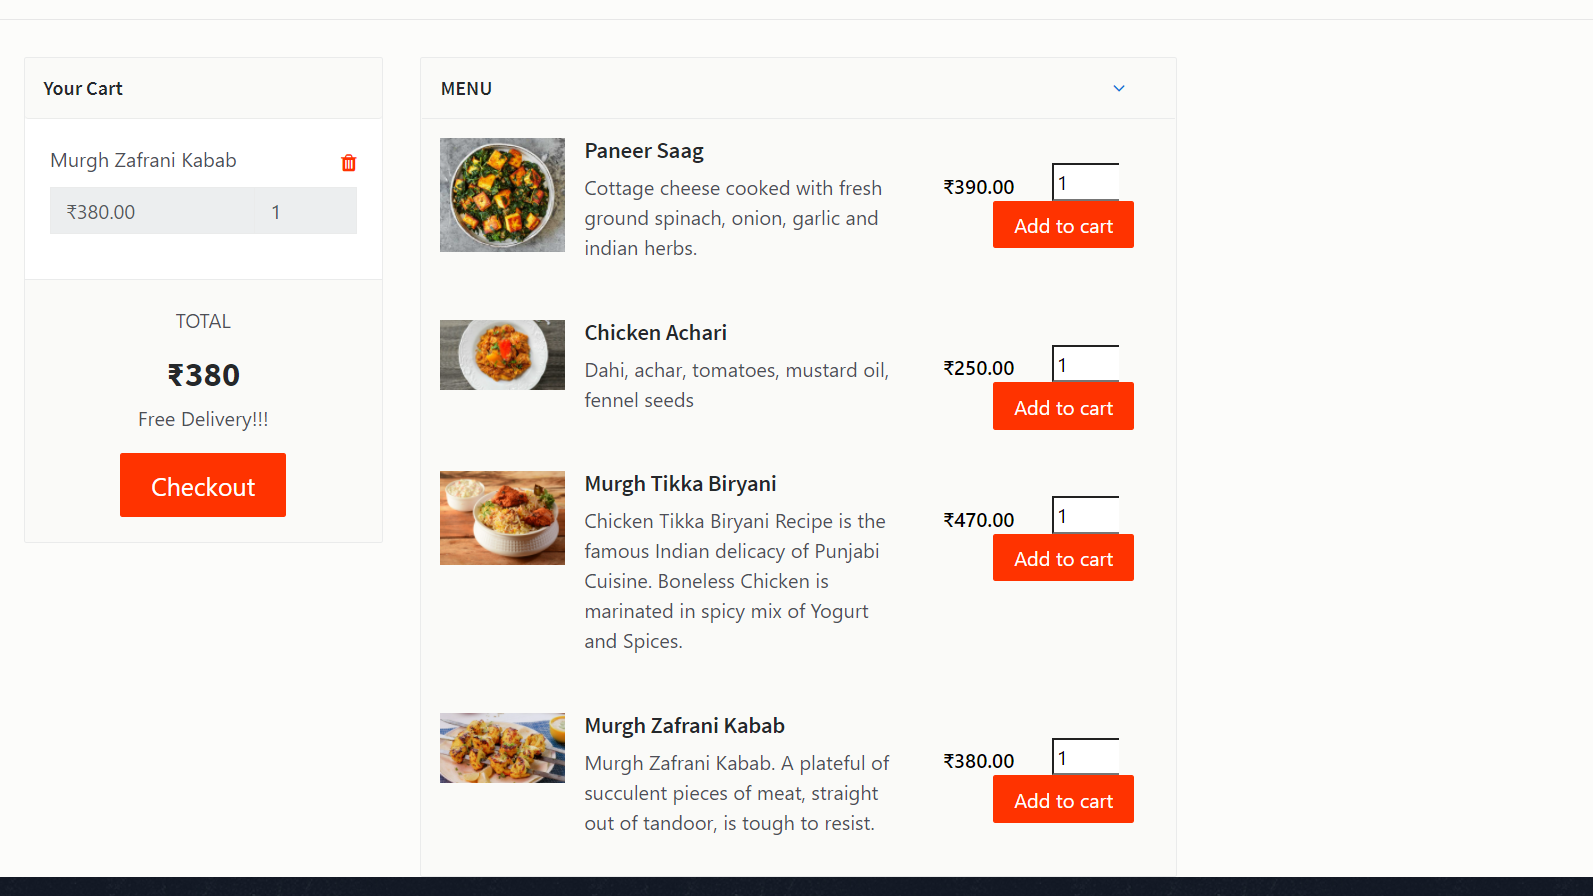 Your Cart
Murgh Zafrani Kabab
₹380.00 1
TOTAL
₹380
Free Delivery!!!
Checkout
MENU
Paneer Saag
Cottage cheese cooked with fresh
ground spinach, onion, garlic and
indian herbs.
₹390.00 1
Add to cart
Chicken Achari
Dahi, achar, tomatoes, mustard oil,
fennel seeds
₹250.00 1
Add to cart
Murgh Tikka Biryani
Chicken Tikka Biryani Recipe is the
famous Indian delicacy of Punjabi
Cuisine. Boneless Chicken is
marinated in spicy mix of Yogurt
and Spices.
₹470.00 1
Add to cart
Murgh Zafrani Kabab
Murgh Zafrani Kabab. A plateful of
succulent pieces of meat, straight
out of tandoor, is tough to resist.
₹380.00 1
Add to cart